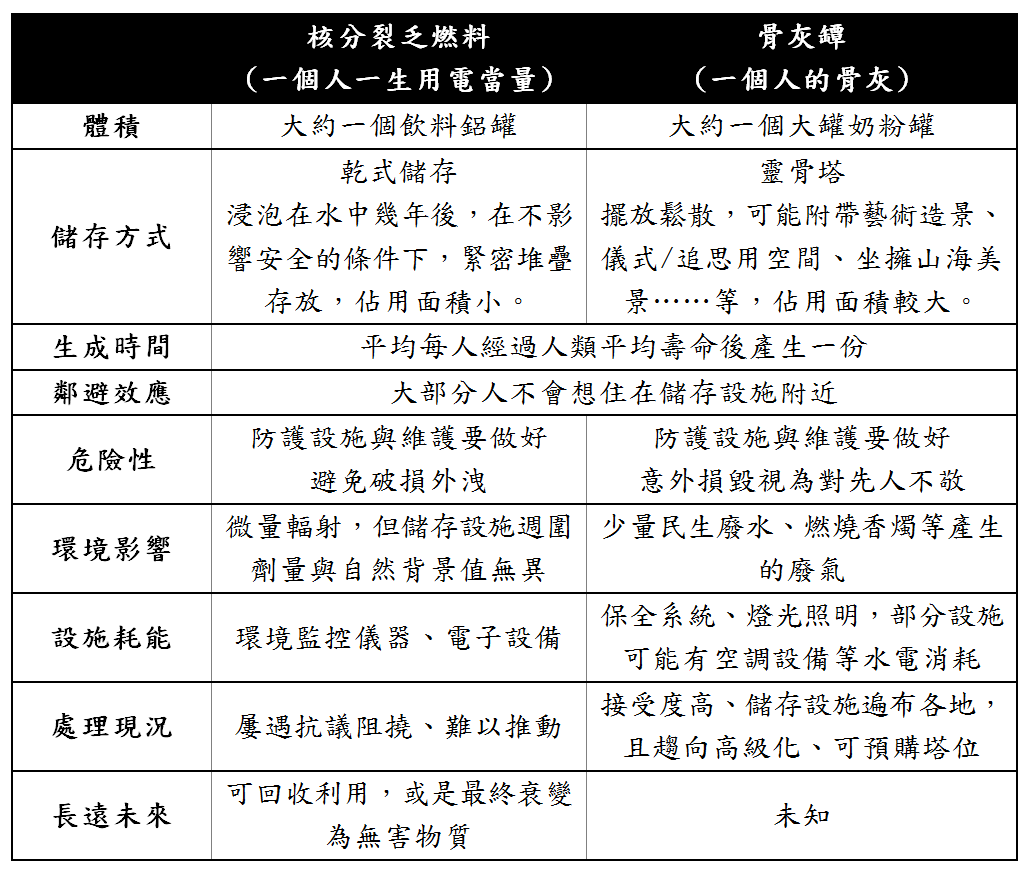 核分裂乏燃料
（一個人一生用電當量）
骨灰罈
（一個人的骨灰）
體積
大約一個飲料鋁罐
大約一個大罐奶粉罐
儲存方式
乾式儲存
浸泡在水中幾年後，在不影
響安全的條件下，緊密堆疊
存放，佔用面積小。
靈骨塔
擺放鬆散，可能附帶藝術造景、
儀式/追思用空間、坐擁山海美
景……等，佔用面積較大。
生成時間
平均每人經過人類平均壽命後產生一份
鄰避效應
大部分人不會想住在儲存設施附近
危險性
防護設施與維護要做好
避免破損外洩
防護設施與維護要做好
意外損毀視為對先人不敬
環境影響
微量輻射，但儲存設施週圍
劑量與自然背景值無異
少量民生廢水、燃燒香燭等產生
的廢氣
設施耗能
環境監控儀器、電子設備
保全系統、燈光照明，部分設施
可能有空調設備等水電消耗
處理現況
屢遇抗議阻撓、難以推動
接受度高、儲存設施遍布各地，
且趨向高級化、可預購塔位
長遠未來
可回收利用，或是最終衰變
為無害物質
未知